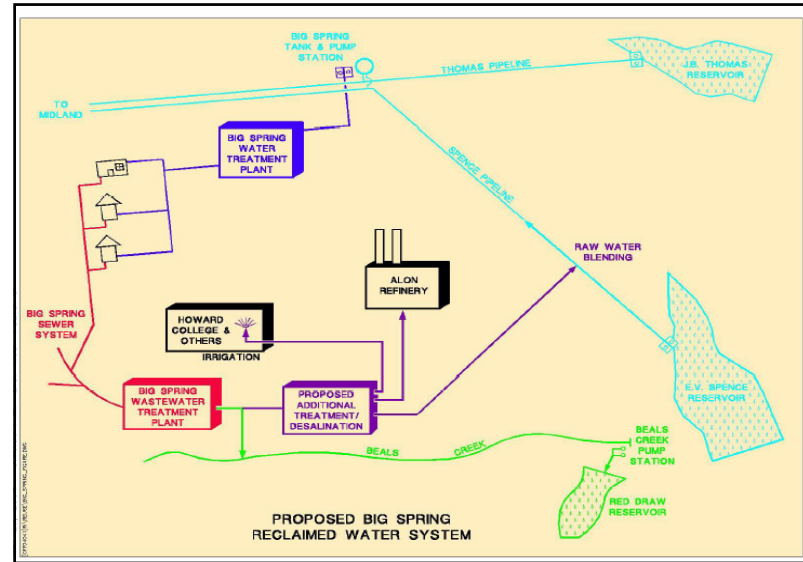 BIG SPRING
TANK & PUMP
STATION
THOMAS PIPELINE
J.B. THOMAS
RESERVOIR
TO
MIDLAND
BIG SPRING
WATER
TREATMENT
PLANT
SPENCE PIPELINE
RAW WATER
BLENDING
ALON
REFINERY
BIG SPRING
SEWER
SYSTEM
HOWARD
COLLEGE &
OTHERS
IRRIGATION
E.V. SPENCE
RESERVOIR
BIG SPRING
WASTEWATER
TREATMENT
PLANT
PROPOSED
ADDITIONAL
TREATMENT/
DESALINATION
BEALS CREEK
BEALS
CREEK
PUMP
STATION
RED DRAW
RESERVOIR
PROPOSED BIG SPRING
RECLAIMED WATER SYSTEM